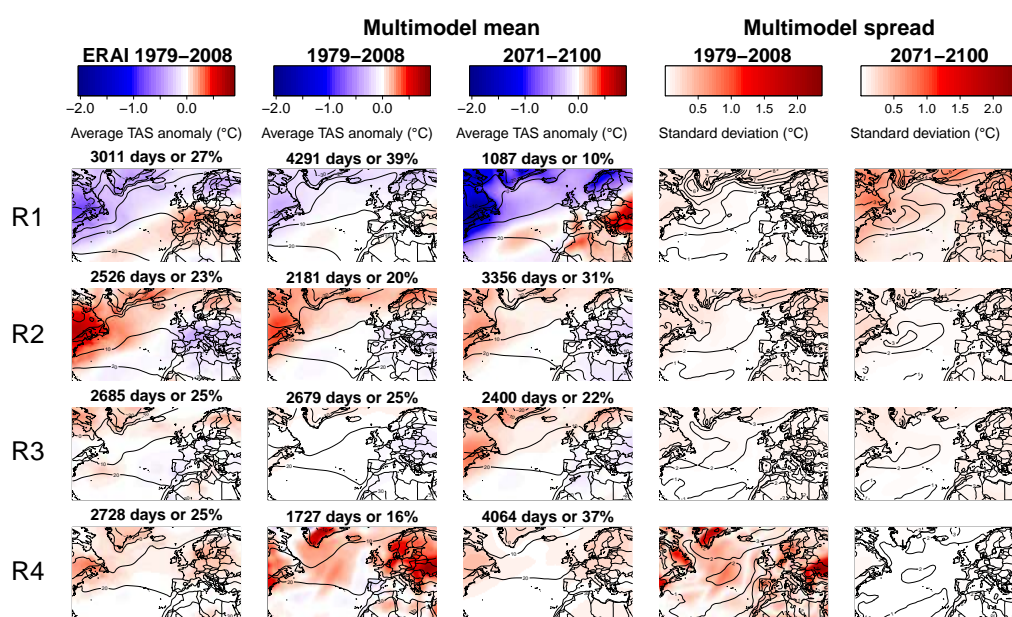 Multimodel mean Multimodel spread
ERAI 1979−2008 1979−2008 2071−2100 1979−2008 2071−2100
−2.0 −1.0 0.0 −2.0 −1.0 0.0 −2.0 −1.0 0.0 0.5 1.0 1.5 2.0 0.5 1.0 1.5 2.0
Average TAS anomaly (°C) Average TAS anomaly (°C) Average TAS anomaly (°C) Standard deviation (°C) Standard deviation (°C)
3011 days or 27% 4291 days or 39% 1087 days or 10%
R1
2526 days or 23% 2181 days or 20% 3356 days or 31%
R2
2685 days or 25% 2679 days or 25% 2400 days or 22%
R3
2728 days or 25% 1727 days or 16% 4064 days or 37%
R4